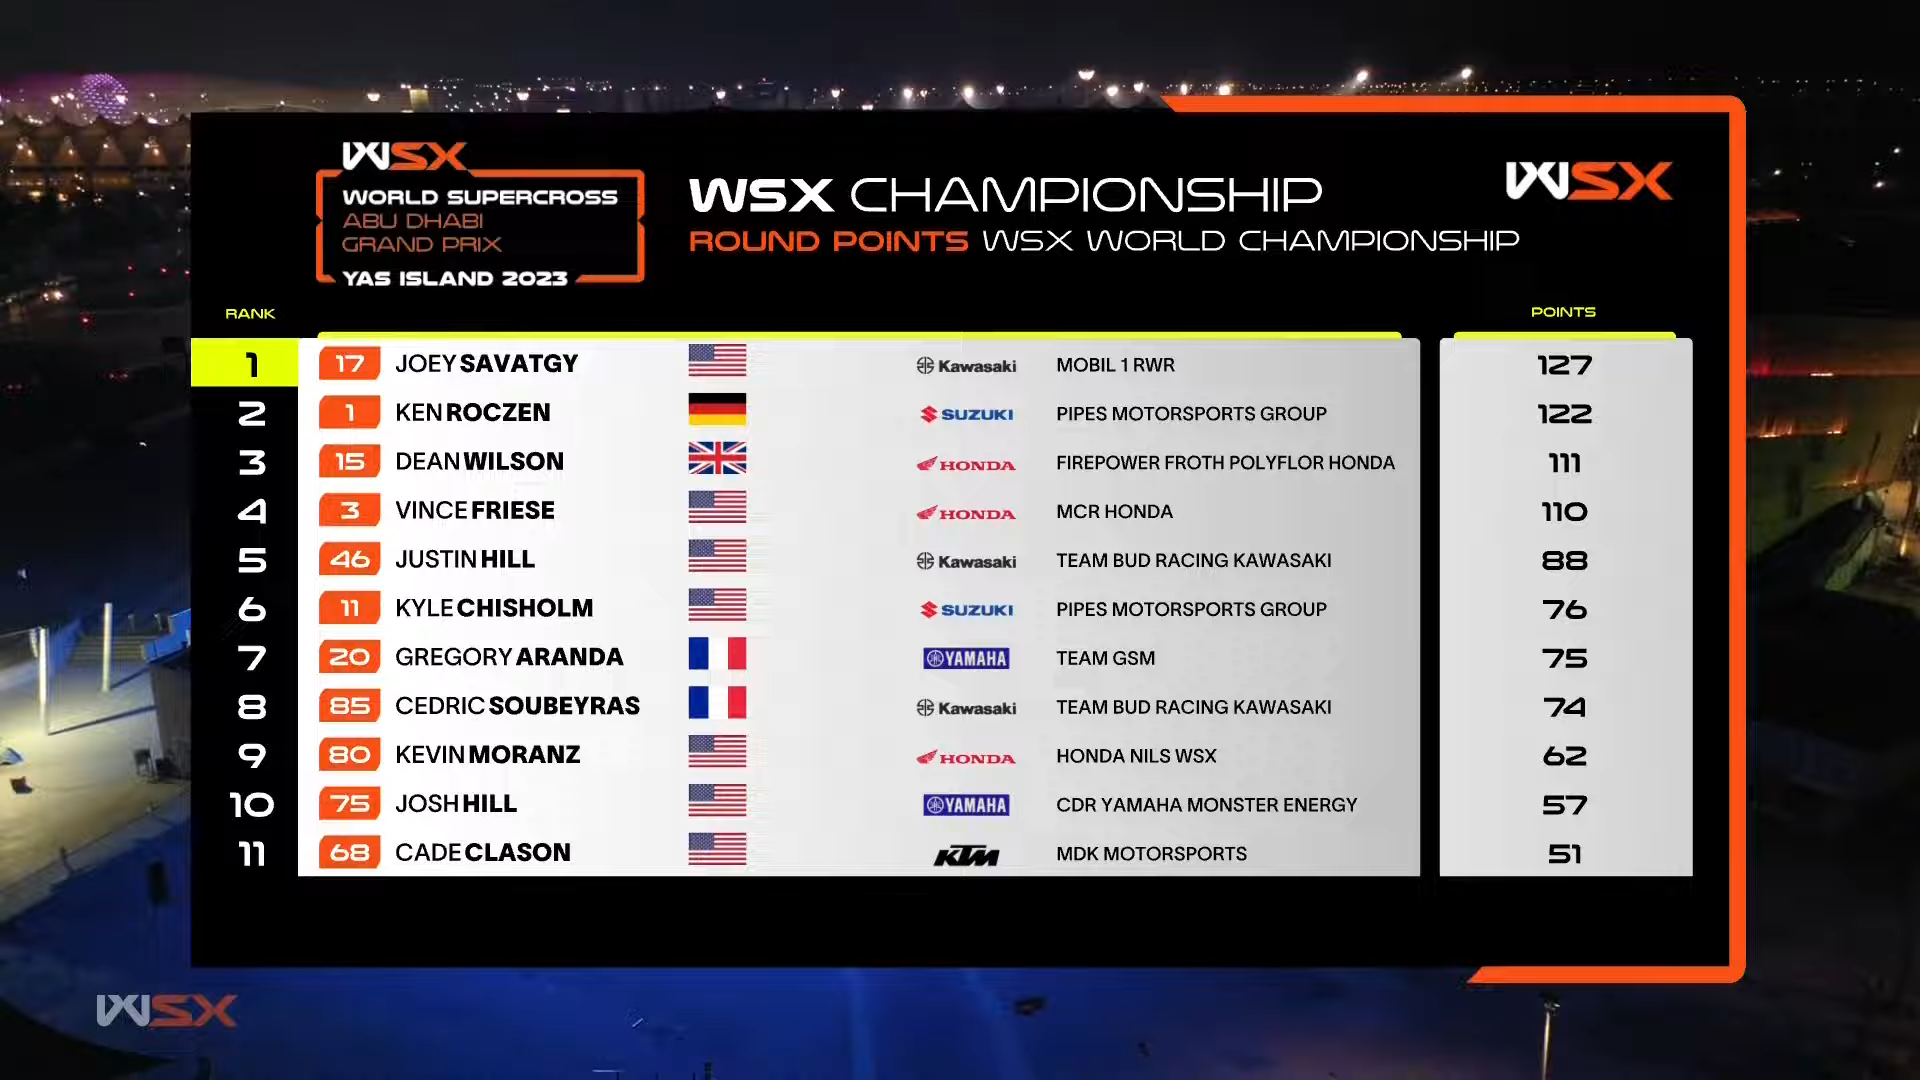 WSX
WORLD SUPERCROSS
ABU DHABI
GRAND PRIX
YAS ISLAND 2023
WSX CHAMPIONSHIP
ROUND POINTS WSX WORLD CHAMPIONSHIP
WSX
RANK POINTS
1 17 JOEY SAVATGY Kawasaki MOBIL 1 RWR 127
2 1 KEN ROCZEN SUZUKI PIPES MOTORSPORTS GROUP 122
3 15 DEAN WILSON HONDA FIREPOWER FROTH POLYFLOR HONDA 111
4 3 VINCE FRIESE HONDA MCR HONDA 110
5 46 JUSTIN HILL Kawasaki TEAM BUD RACING KAWASAKI 88
6 11 KYLE CHISHOLM SUZUKI PIPES MOTORSPORTS GROUP 76
7 20 GREGORY ARANDA YAMAHA TEAM GSM 75
8 85 CEDRIC SOUBEYRAS Kawasaki TEAM BUD RACING KAWASAKI 74
9 80 KEVIN MORANZ HONDA HONDA NILS WSX 62
10 75 JOSH HILL YAMAHA CDR YAMAHA MONSTER ENERGY 57
11 68 CADE CLASON KTM MDK MOTORSPORTS 51
WSX